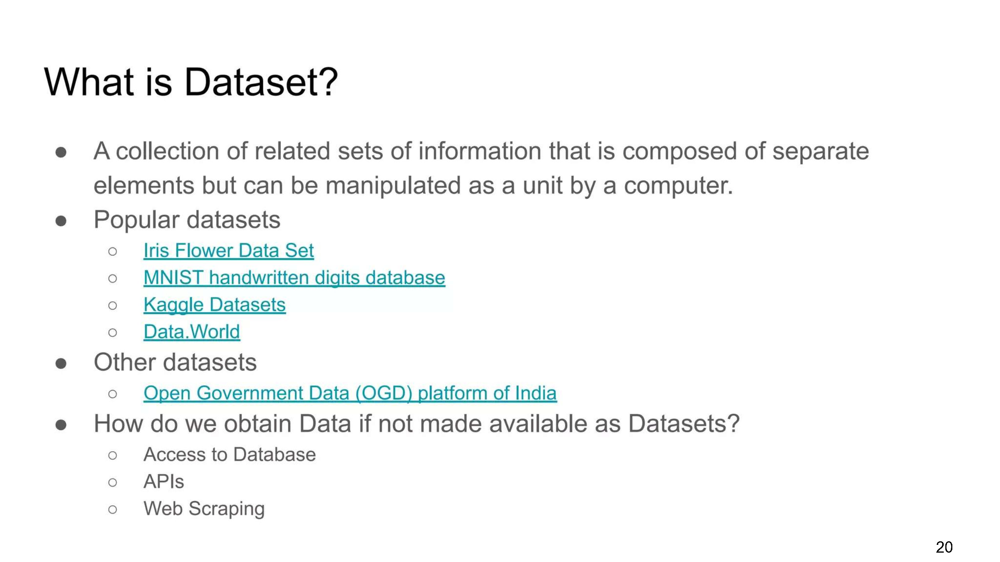 What is Dataset?
● A collection of related sets of information that is composed of separate
elements but can be manipulated as a unit by a computer.
● Popular datasets
○ Iris Flower Data Set
○ MNIST handwritten digits database
○ Kaggle Datasets
○ Data.World
● Other datasets
○ Open Government Data (OGD) platform of India
● How do we obtain Data if not made available as Datasets?
○ Access to Database
○ APIs
○ Web Scraping
20